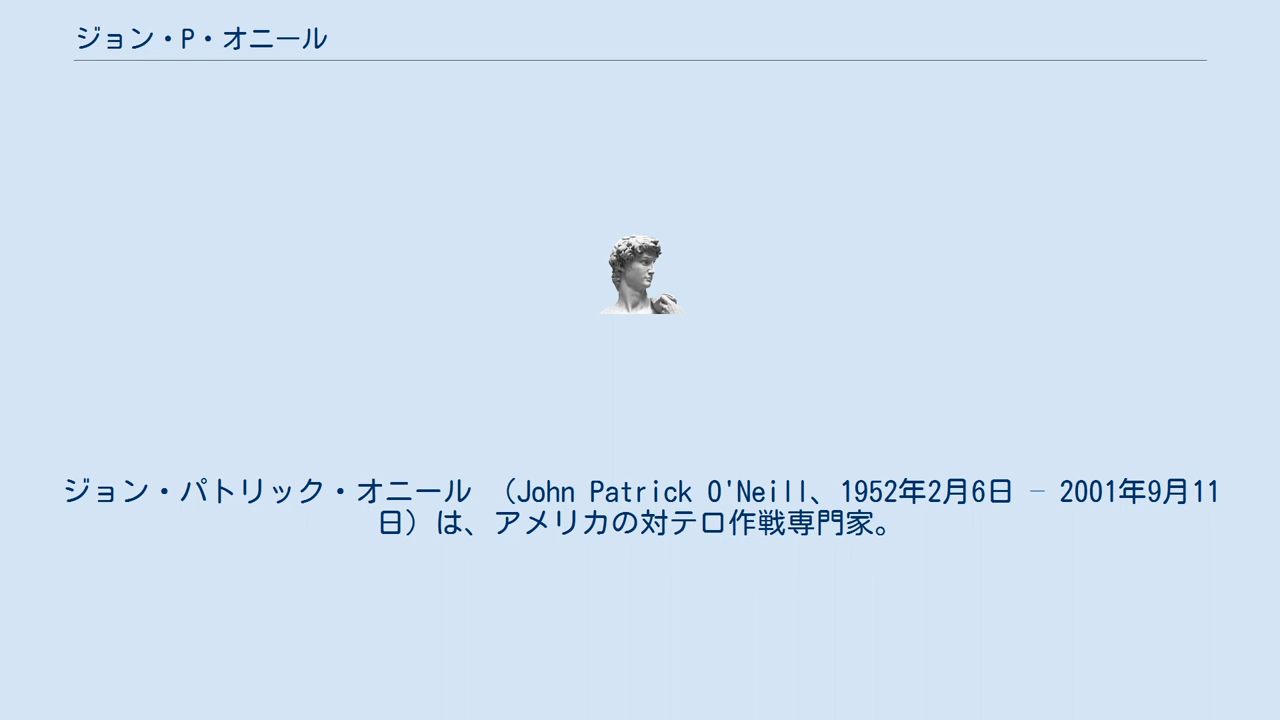 ジョン・P・オニール
ジョン・パトリック・オニール （John Patrick O'Neill、1952年2月6日 – 2001年9月11
日）は、アメリカの対テロ作戦専門家。